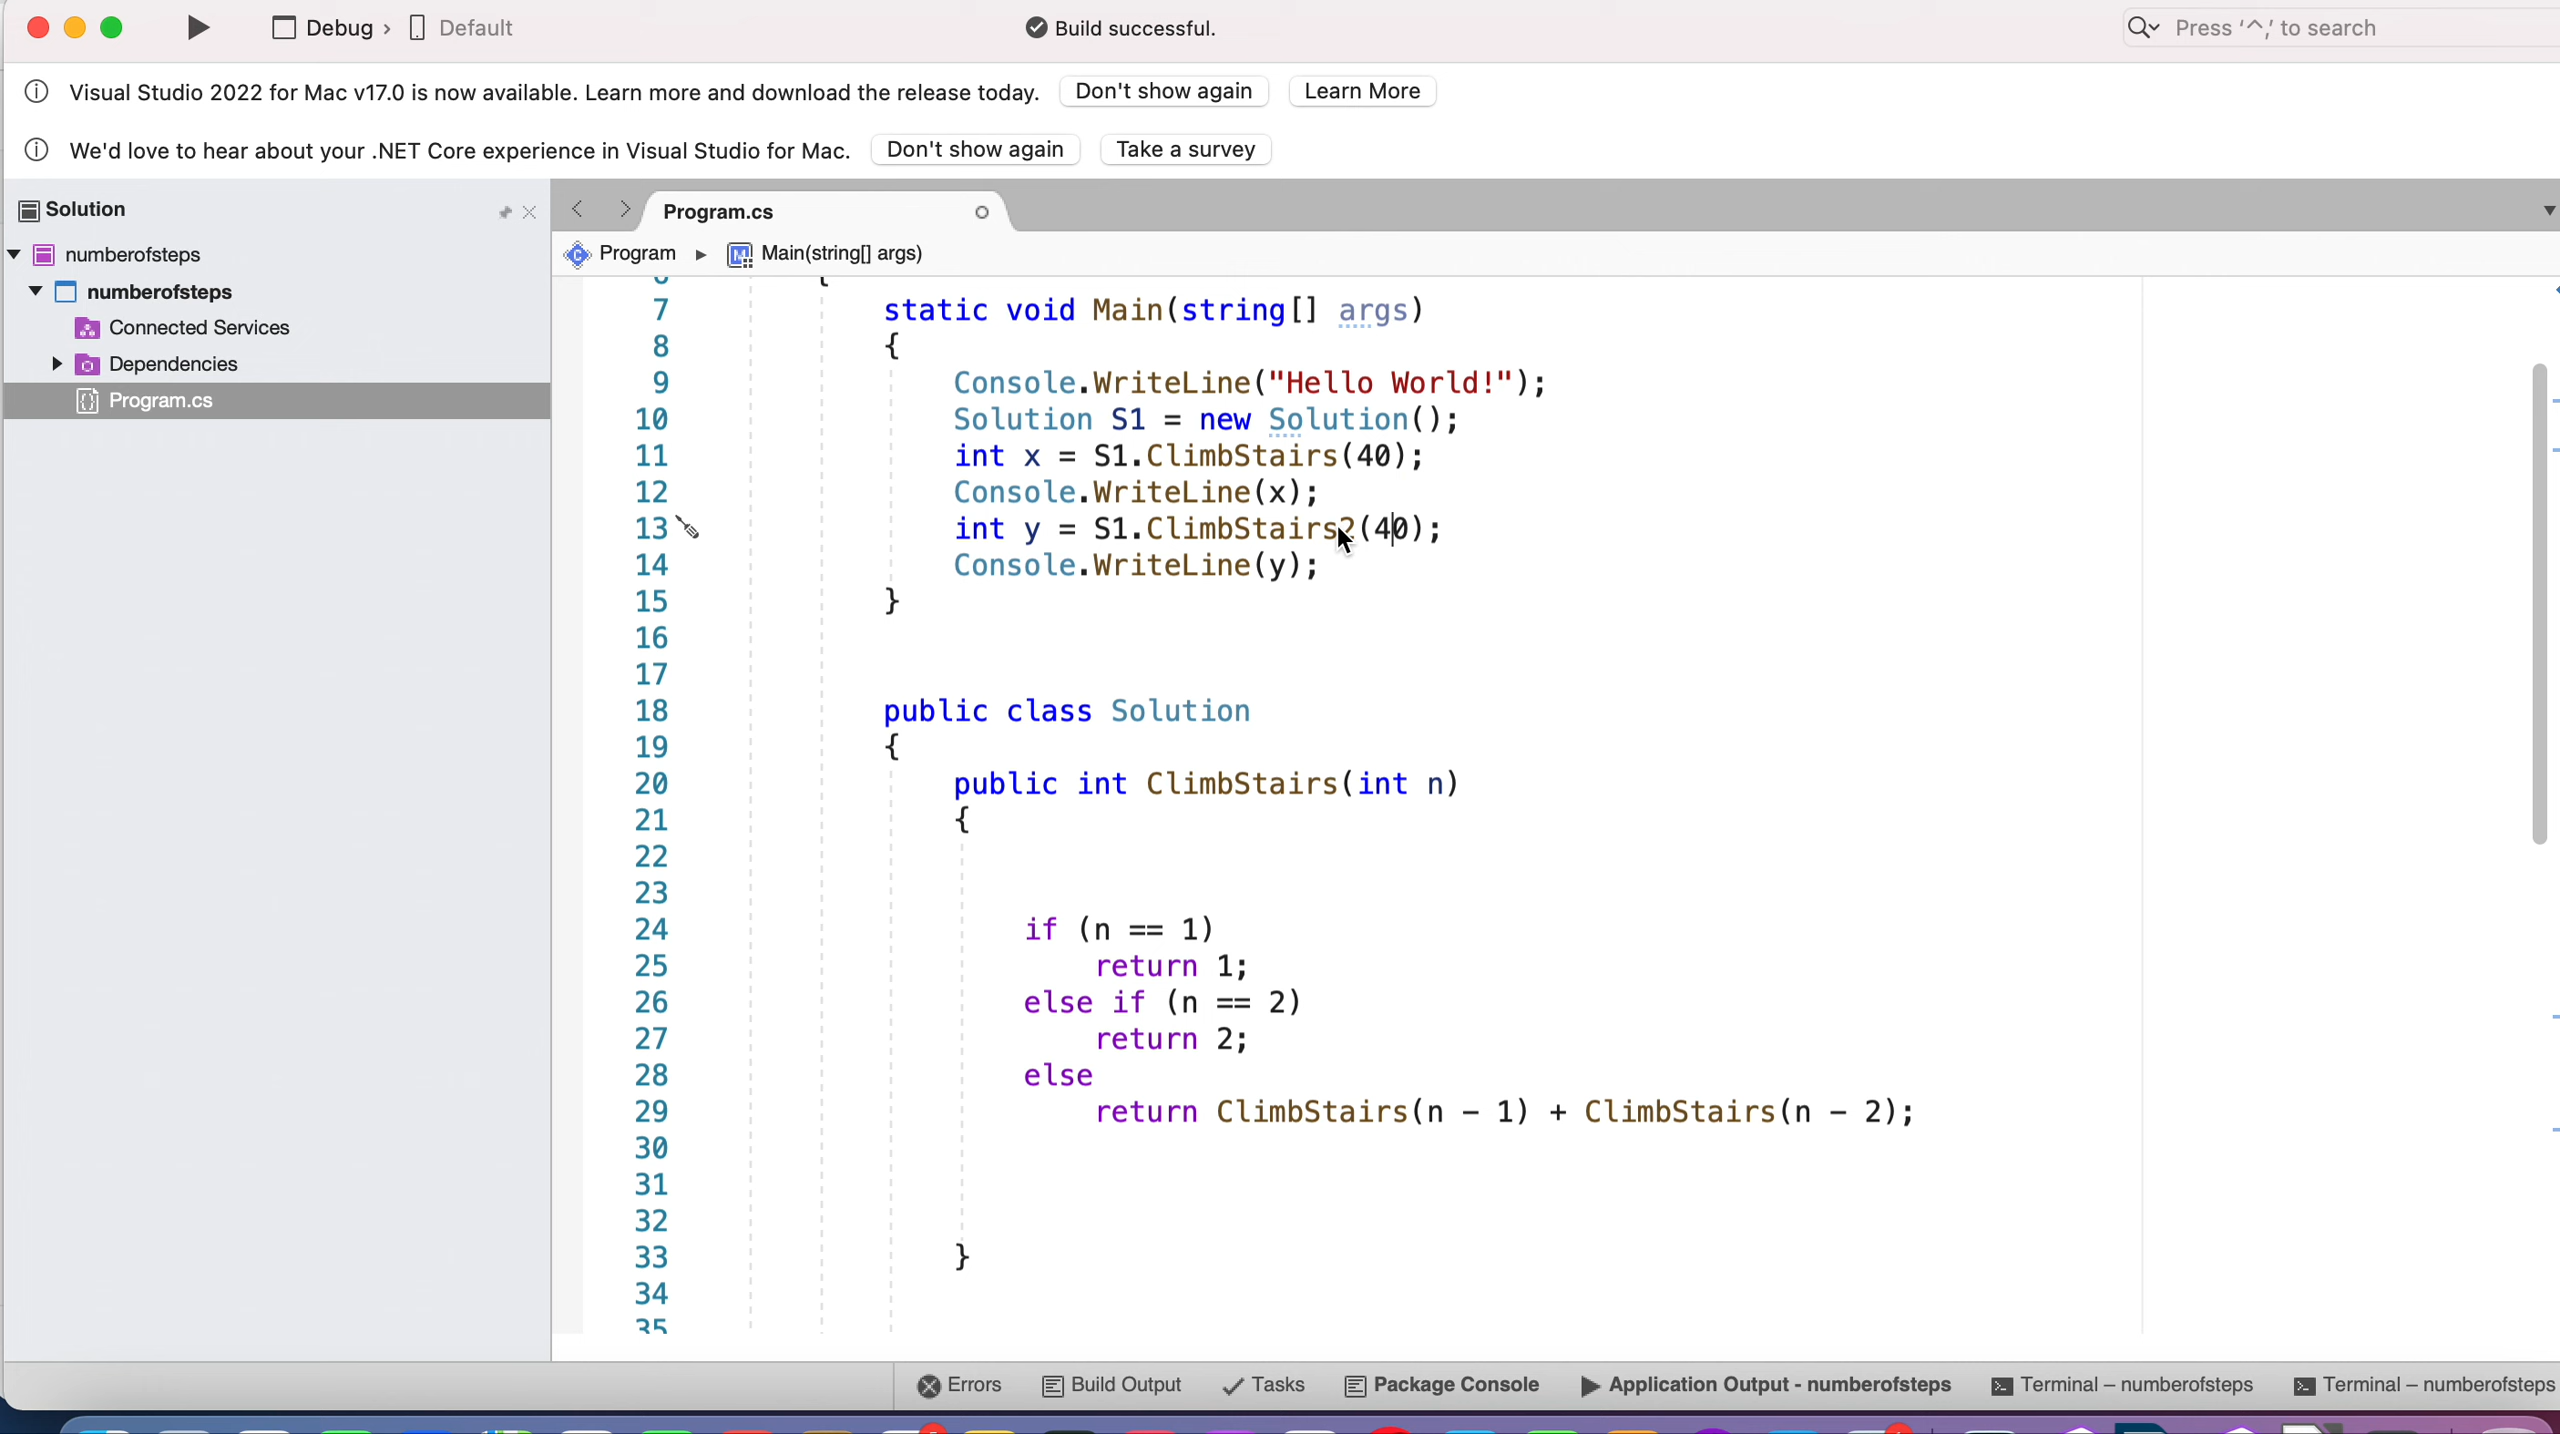 Debug › Default
Build successful.
Press '^,' to search
Visual Studio 2022 for Mac v17.0 is now available. Learn more and download the release today. Don't show again Learn More
We'd love to hear about your .NET Core experience in Visual Studio for Mac. Don't show again Take a survey
Solution
numberofsteps
numberofsteps
Connected Services
Dependencies
Program.cs
Program.cs
Program ▸ Main(string[] args)
{
7 static void Main(string[] args)
8 {
9 Console.WriteLine("Hello World!");
10 Solution S1 = new Solution();
11 int x = S1.ClimbStairs(40);
12 Console.WriteLine(x);
13 int y = S1.ClimbStairs2(40);
14 Console.WriteLine(y);
15 }
16
17
18 public class Solution
19 {
20 public int ClimbStairs(int n)
21 {
22
23
24 if (n == 1)
25 return 1;
26 else if (n == 2)
27 return 2;
28 else
29 return ClimbStairs(n - 1) + ClimbStairs(n - 2);
30
31
32
33 }
34
35
Errors Build Output Tasks Package Console Application Output - numberofsteps Terminal – numberofsteps Terminal – numberofsteps